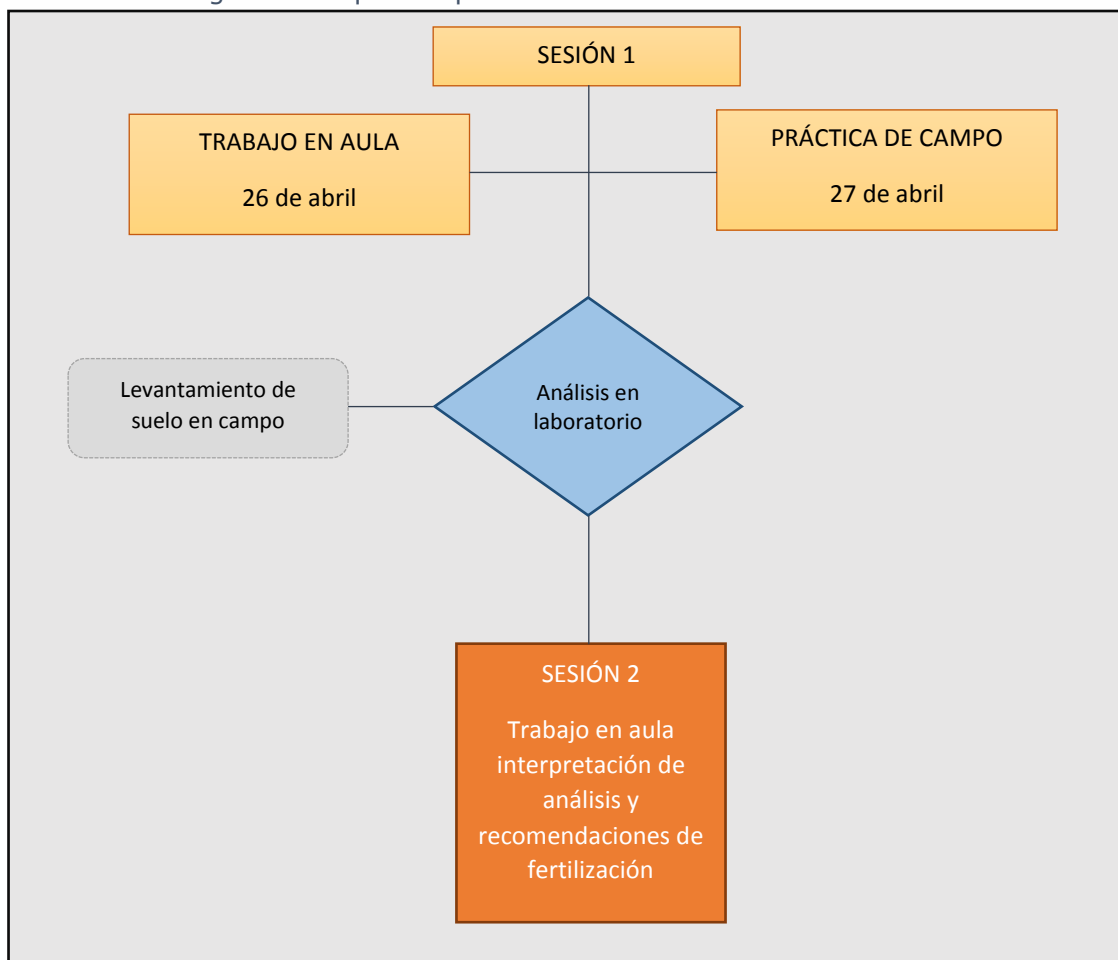 SESIÓN 1
TRABAJO EN AULA
26 de abril
PRÁCTICA DE CAMPO
27 de abril
Levantamiento de
suelo en campo
Análisis en
laboratorio
SESIÓN 2
Trabajo en aula
interpretación de
análisis y
recomendaciones de
fertilización